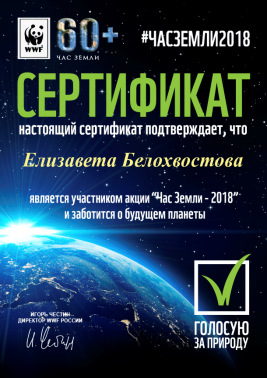 WWF
60+
ЧАС ЗЕМЛИ
#ЧАСЗЕМЛИ2018
СЕРТИФИКАТ
настоящий сертификат подтверждает, что
Елизавета Белохвостова
является участником акции "Час Земли - 2018"
и заботится о будущем планеты
ИГОРЬ ЧЕСТИН
ДИРЕКТОР WWF РОССИИ
ГОЛОСУЮ
ЗА ПРИРОДУ